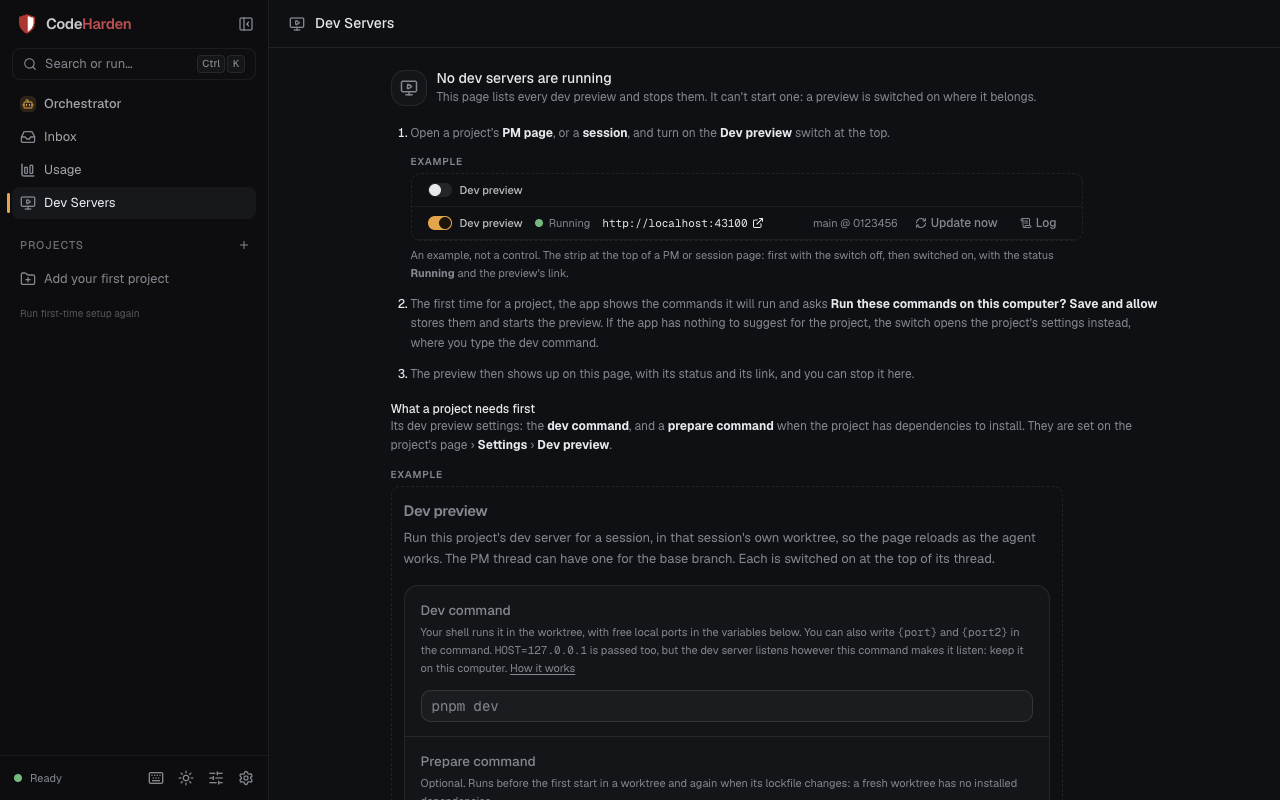 CodeHarden
Search or run...
Ctrl K
Orchestrator
Inbox
Usage
Dev Servers
PROJECTS
Add your first project
Run first-time setup again
Ready
Dev Servers
No dev servers are running
This page lists every dev preview and stops them. It can't start one: a preview is switched on where it belongs.
1. Open a project's PM page, or a session, and turn on the Dev preview switch at the top.
EXAMPLE
Dev preview
Dev preview Running http://localhost:43100 main @ 0123456 Update now Log
An example, not a control. The strip at the top of a PM or session page: first with the switch off, then switched on, with the status
Running and the preview's link.
2. The first time for a project, the app shows the commands it will run and asks Run these commands on this computer? Save and allow
stores them and starts the preview. If the app has nothing to suggest for the project, the switch opens the project's settings instead,
where you type the dev command.
3. The preview then shows up on this page, with its status and its link, and you can stop it here.
What a project needs first
Its dev preview settings: the dev command, and a prepare command when the project has dependencies to install. They are set on the
project's page › Settings › Dev preview.
EXAMPLE
Dev preview
Run this project's dev server for a session, in that session's own worktree, so the page reloads as the agent
works. The PM thread can have one for the base branch. Each is switched on at the top of its thread.
Dev command
Your shell runs it in the worktree, with free local ports in the variables below. You can also write {port} and {port2} in
the command. HOST=127.0.0.1 is passed too, but the dev server listens however this command makes it listen: keep it
on this computer. How it works
pnpm dev
Prepare command
Optional. Runs before the first start in a worktree and again when its lockfile changes: a fresh worktree has no installed